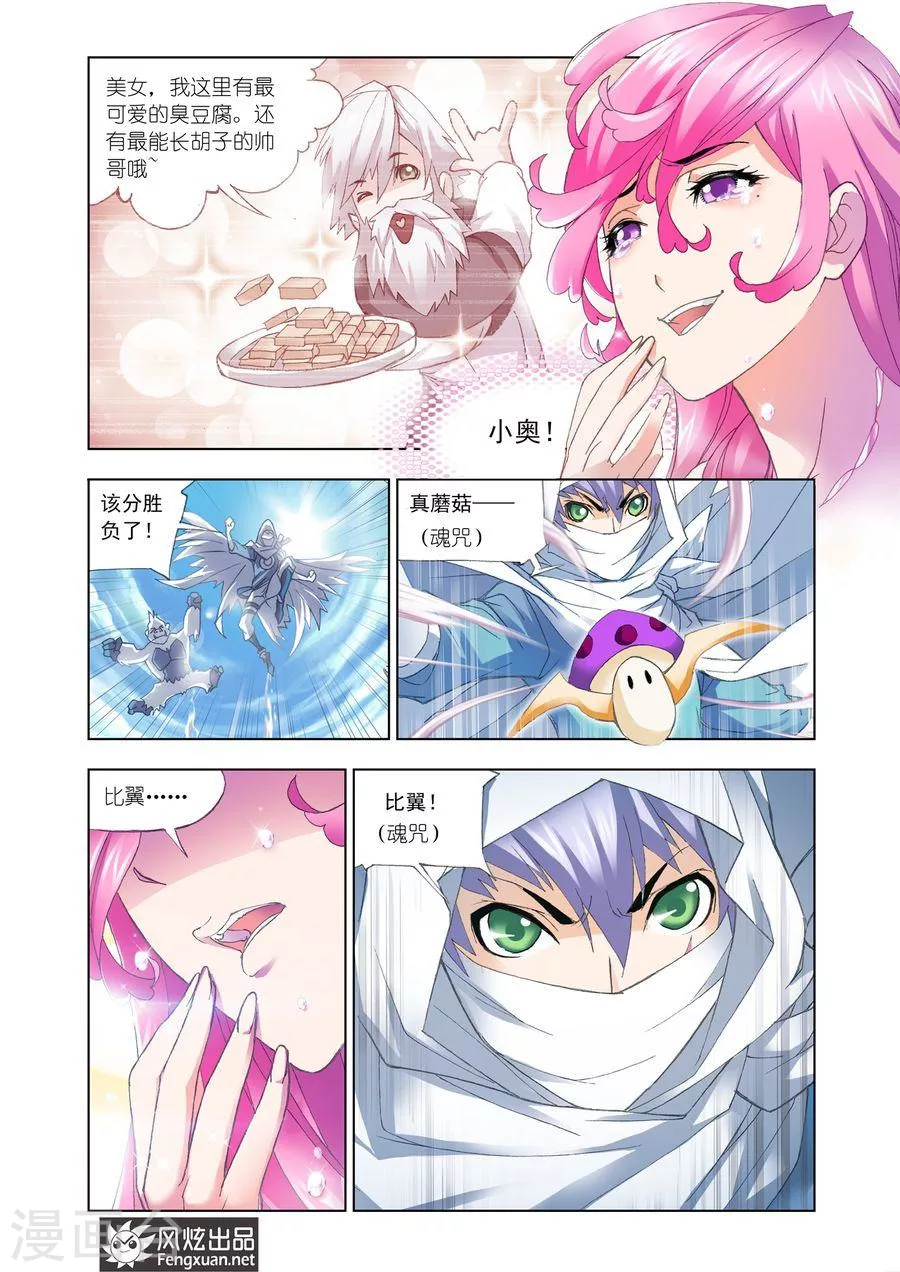 美女，我这里有最
可爱的臭豆腐。还
有最能长胡子的帅
哥哦~
小奥！
该分胜
负了！
真蘑菇——
（魂咒）
比翼……
比翼！
（魂咒）
漫画台
风炫出品
Fengxuan.net